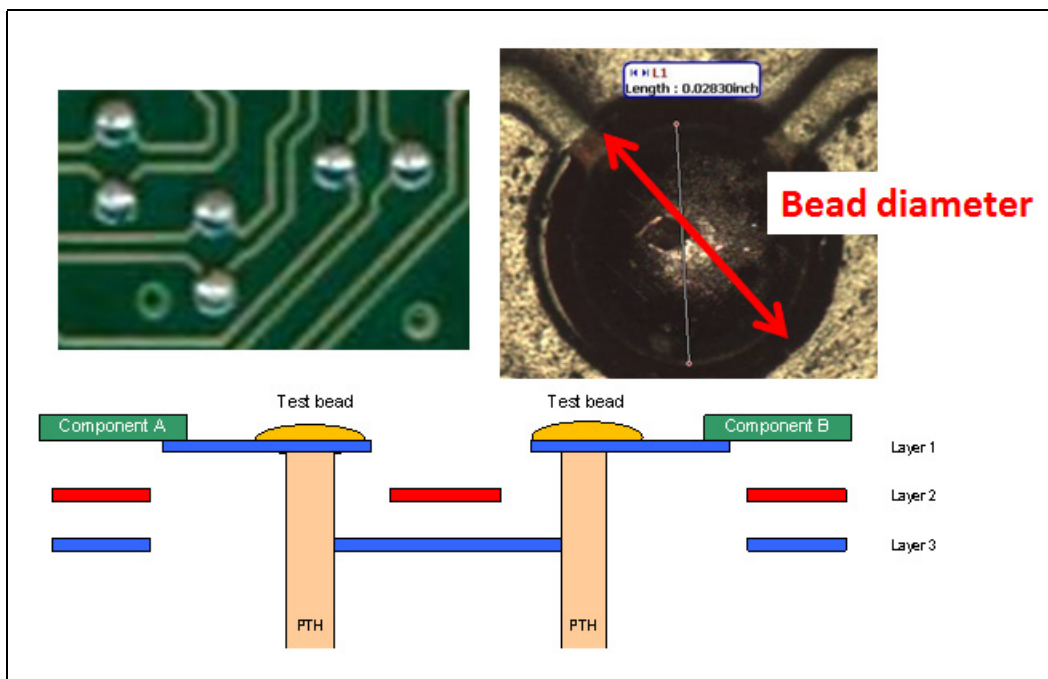 L1
Length : 0.02830inch
Bead diameter
Test bead
Test bead
Component A
Component B
Layer 1
Layer 2
Layer 3
PTH
PTH